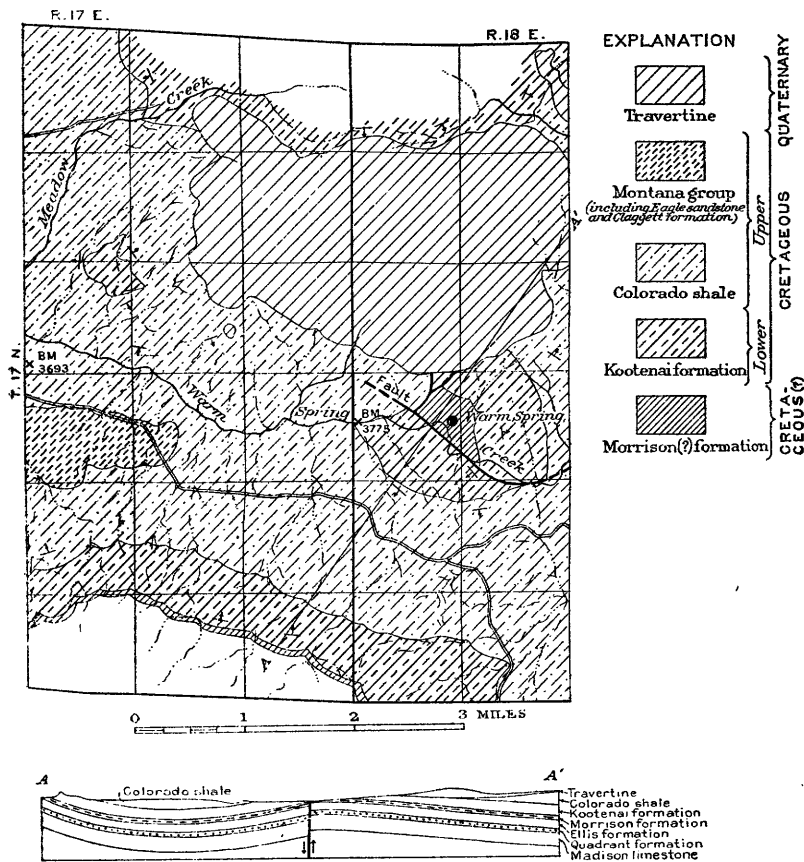 R. 17 E.
R. 18 E.
Creek
Meadow
A'
BM
3693
T. 17 N
Warm
Spring
BM
3775
Fault
Warm Spring
Creek
A
0 1 2 3 MILES
EXPLANATION
Travertine
Montana group
(including Eagle sandstone
and Claggett formation)
Colorado shale
Kootenai formation
Morrison(?) formation
Upper
Lower
QUATERNARY
CRETACEOUS
CRETA-
CEOUS(?)
A
Colorado shale
A'
Travertine
Colorado shale
Kootenai formation
Morrison formation
Ellis formation
Quadrant formation
Madison limestone